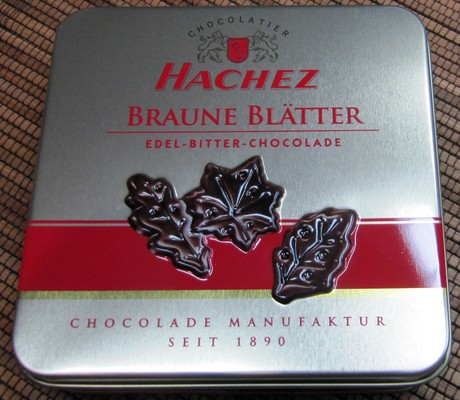 CHOCOLATIER
HACHEZ
BRAUNE BLÄTTER
EDEL-BITTER-CHOCOLADE
CHOCOLADE MANUFAKTUR
SEIT 1890